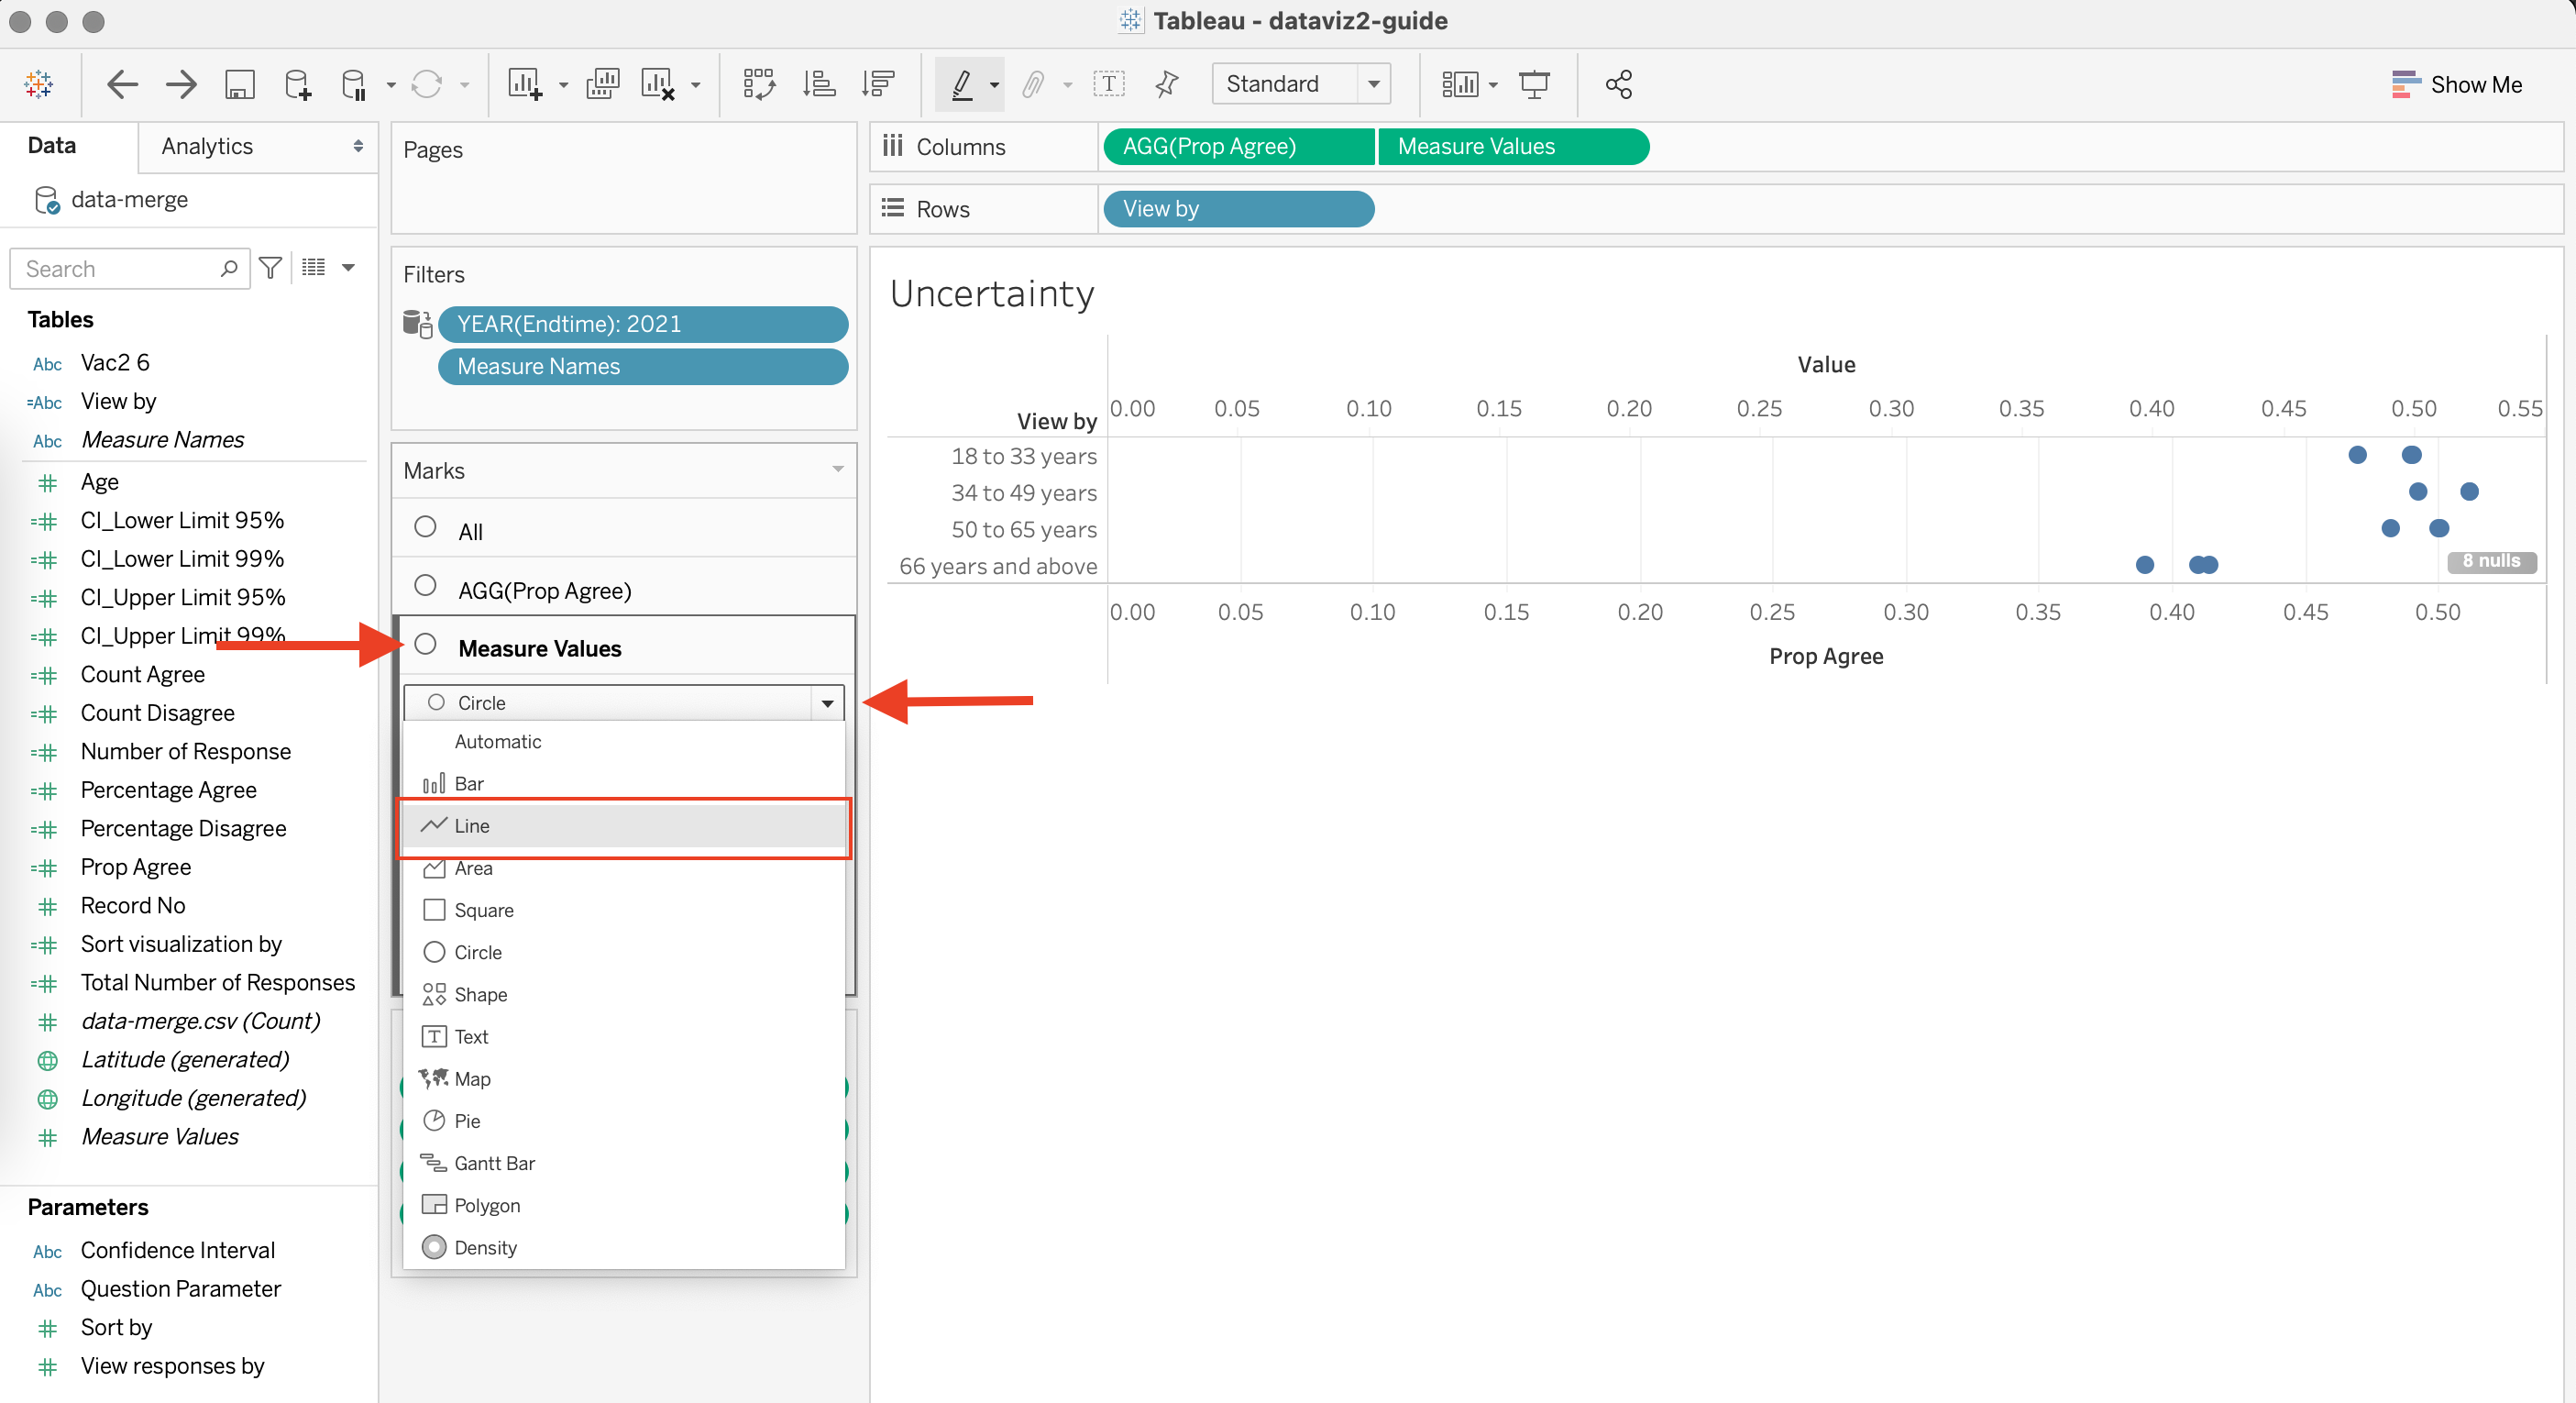 Tableau - dataviz2-guide
Standard
Show Me
Data
Analytics
data-merge
Search
Tables
Abc Vac2 6
=Abc View by
Abc Measure Names
Age
CI_Lower Limit 95%
CI_Lower Limit 99%
CI_Upper Limit 95%
CI_Upper Limit 99%
Count Agree
Count Disagree
Number of Response
Percentage Agree
Percentage Disagree
Prop Agree
Record No
Sort visualization by
Total Number of Responses
data-merge.csv (Count)
Latitude (generated)
Longitude (generated)
Measure Values
Parameters
Abc Confidence Interval
Abc Question Parameter
Sort by
View responses by
Pages
Filters
YEAR(Endtime): 2021
Measure Names
Marks
All
AGG(Prop Agree)
Measure Values
Circle
Automatic
Bar
Line
Area
Square
Circle
Shape
Text
Map
Pie
Gantt Bar
Polygon
Density
Columns
AGG(Prop Agree)
Measure Values
Rows
View by
Uncertainty
Value
View by
0.00 0.05 0.10 0.15 0.20 0.25 0.30 0.35 0.40 0.45 0.50 0.55
18 to 33 years
34 to 49 years
50 to 65 years
66 years and above
8 nulls
0.00 0.05 0.10 0.15 0.20 0.25 0.30 0.35 0.40 0.45 0.50
Prop Agree